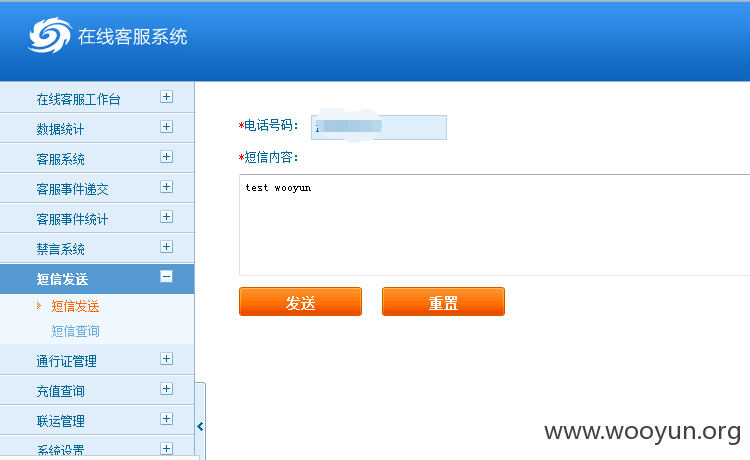 在线客服系统
在线客服工作台
数据统计
客服系统
客服事件递交
客服事件统计
禁言系统
短信发送
短信发送
短信查询
通行证管理
充值查询
联运管理
系统设置
*电话号码:
*短信内容:
test wooyun
发送 重置
www.wooyun.org